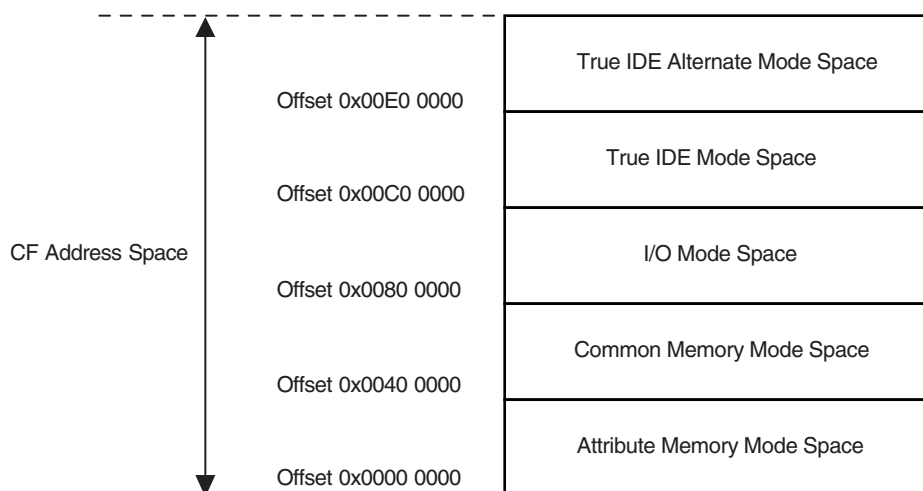 True IDE Alternate Mode Space
Offset 0x00E0 0000
True IDE Mode Space
Offset 0x00C0 0000
CF Address Space
I/O Mode Space
Offset 0x0080 0000
Common Memory Mode Space
Offset 0x0040 0000
Attribute Memory Mode Space
Offset 0x0000 0000